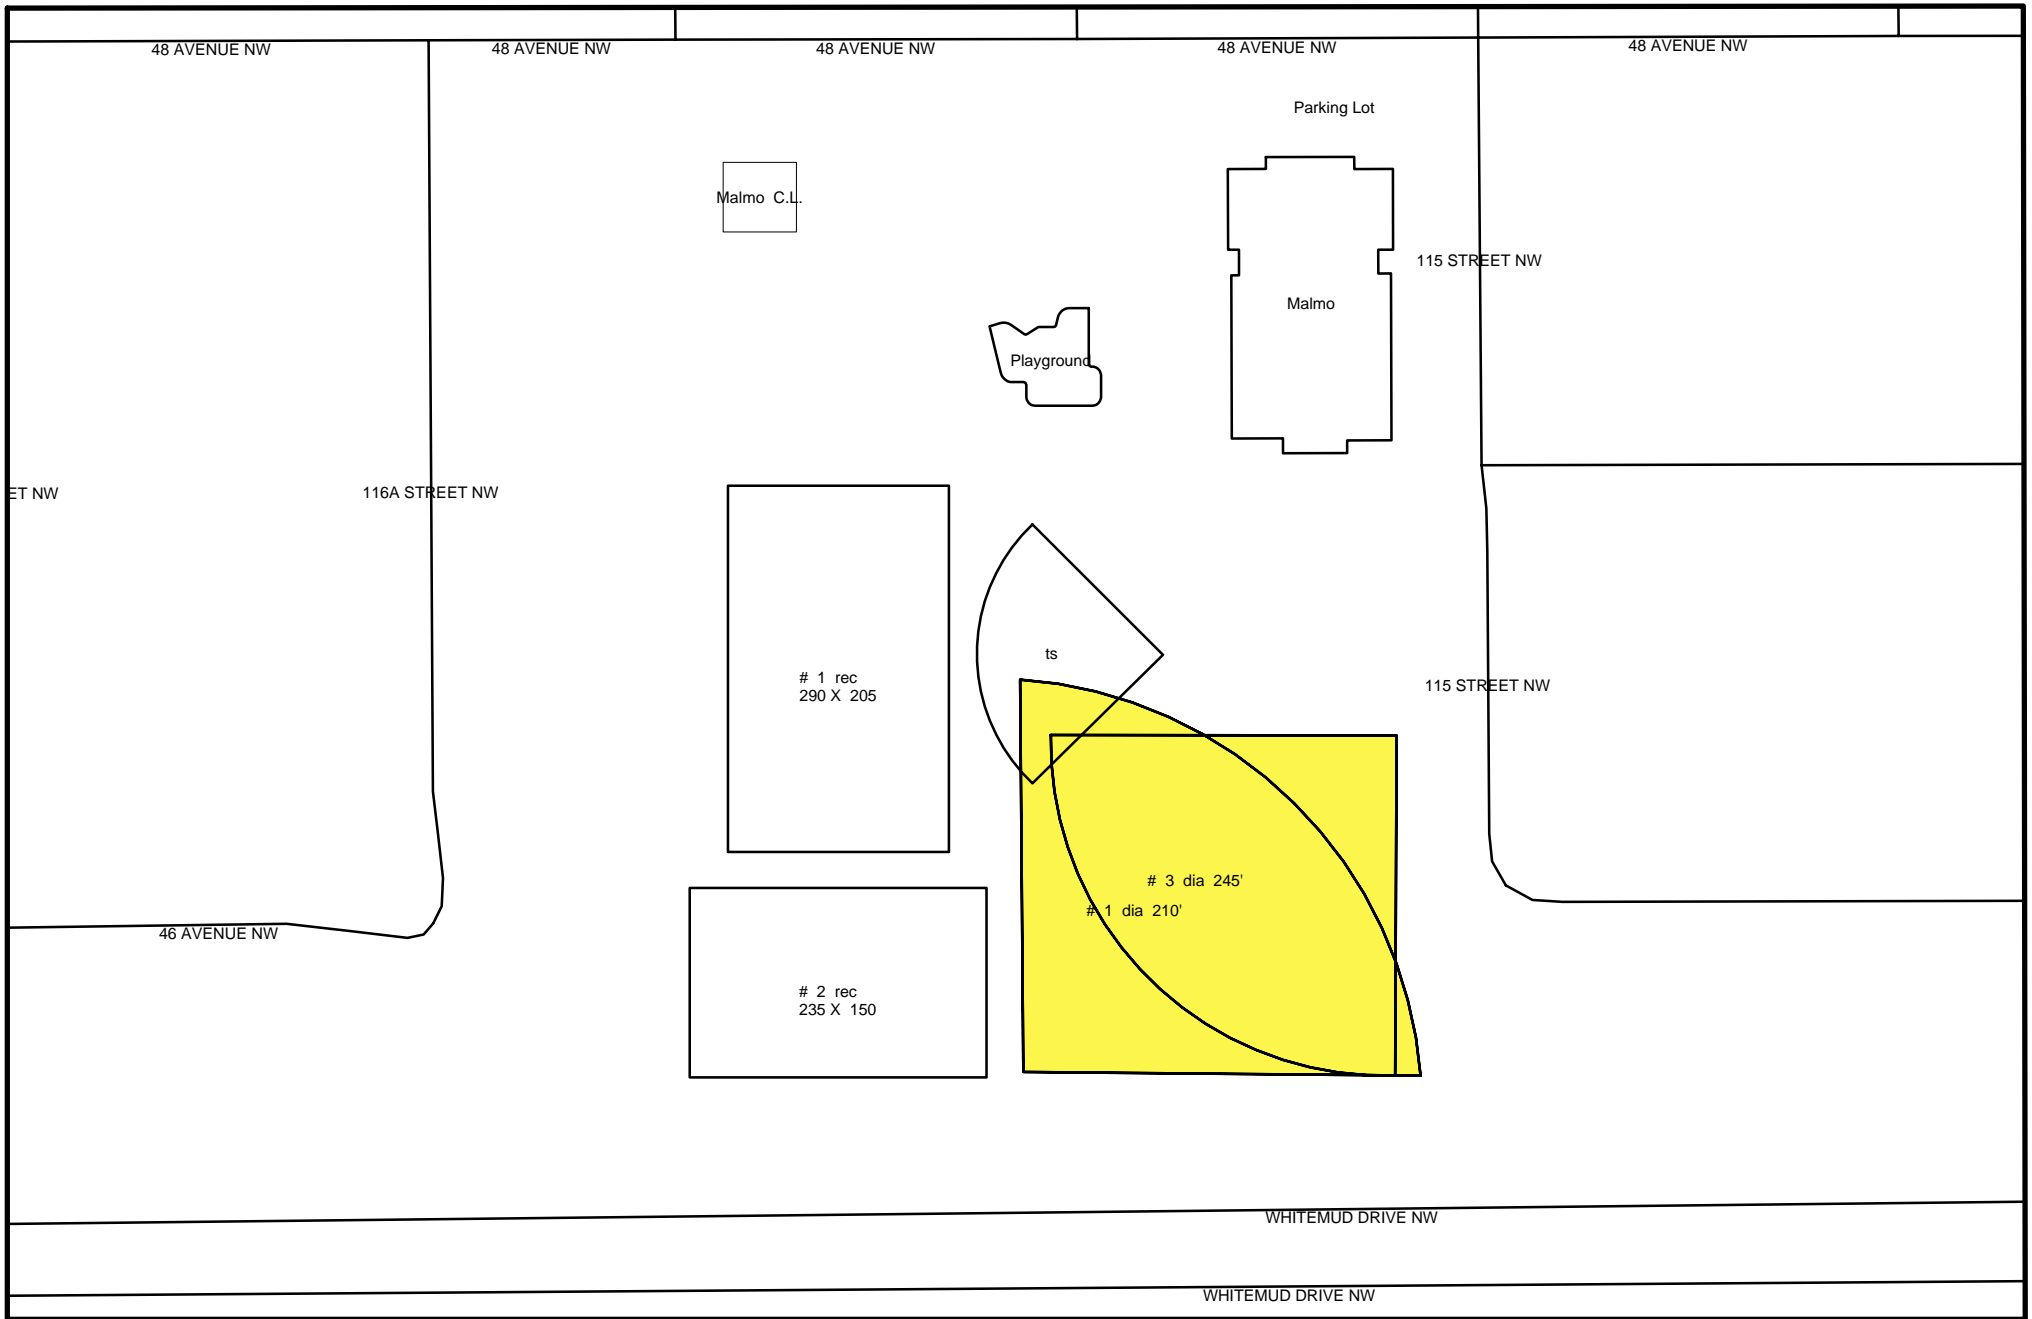 48 AVENUE NW
48 AVENUE NW
48 AVENUE NW
48 AVENUE NW
48 AVENUE NW
Parking Lot
Malmo C.L.
115 STREET NW
Malmo
Playground
ET NW
116A STREET NW
ts
# 1 rec
290 X 205
115 STREET NW
# 3 dia 245'
# 1 dia 210'
46 AVENUE NW
# 2 rec
235 X 150
WHITEMUD DRIVE NW
WHITEMUD DRIVE NW